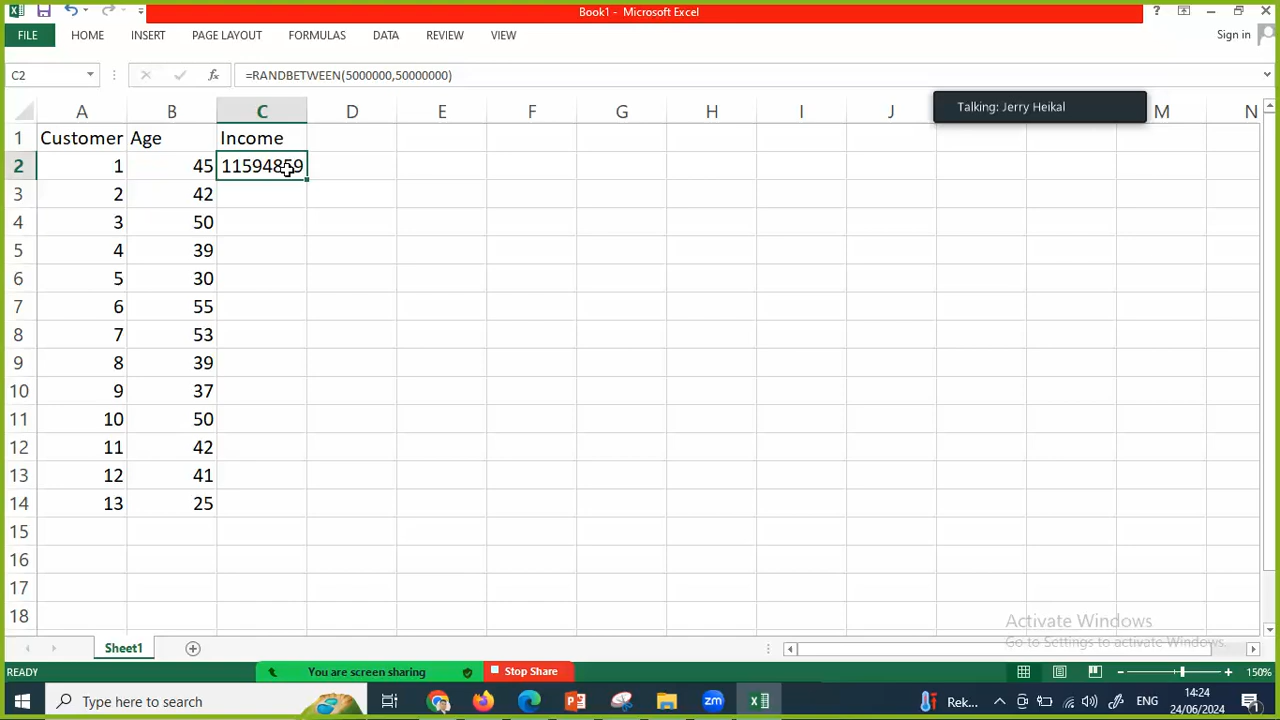 Book1 - Microsoft Excel
?
FILE HOME INSERT PAGE LAYOUT FORMULAS DATA REVIEW VIEW
Sign in
C2
fx
=RANDBETWEEN(5000000,50000000)
Talking: Jerry Heikal
A B C D E F G H I J M N
1 Customer Age Income
2 1 45 11594859
3 2 42
4 3 50
5 4 39
6 5 30
7 6 55
8 7 53
9 8 39
10 9 37
11 10 50
12 11 42
13 12 41
14 13 25
15
16
17
18
Activate Windows
Go to Settings to activate Windows.
Sheet1
READY
You are screen sharing
Stop Share
150%
Type here to search
zm
Rek...
ENG
14:24
24/06/2024
1